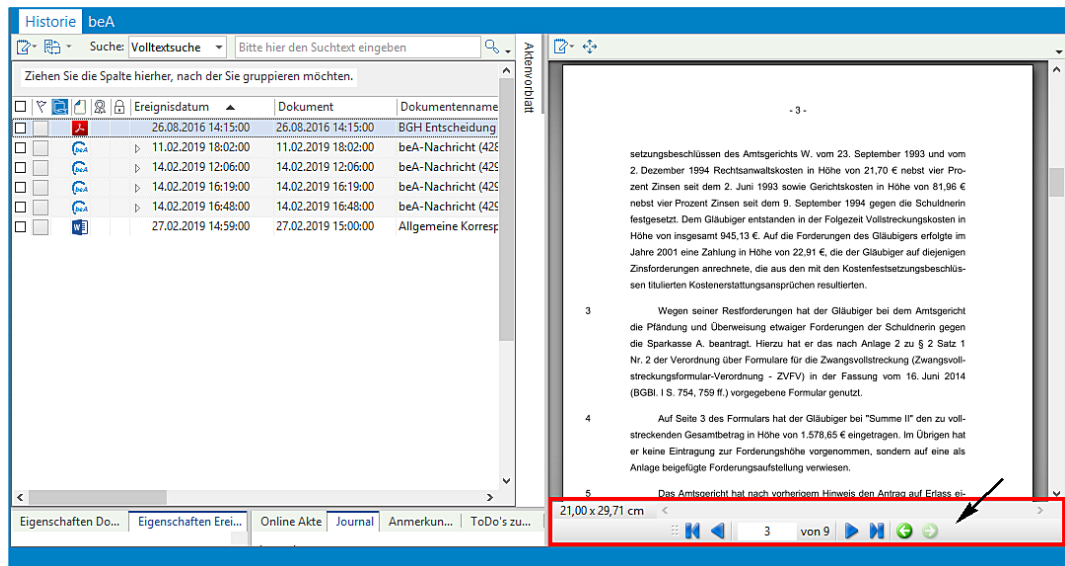 Historie beA
Suche: Volltextsuche Bitte hier den Suchtext eingeben
Ziehen Sie die Spalte hierher, nach der Sie gruppieren möchten.
Ereignisdatum Dokument Dokumentenname
26.08.2016 14:15:00 26.08.2016 14:15:00 BGH Entscheidung
beA 11.02.2019 18:02:00 11.02.2019 18:02:00 beA-Nachricht (428
beA 14.02.2019 12:06:00 14.02.2019 12:06:00 beA-Nachricht (429
beA 14.02.2019 16:19:00 14.02.2019 16:19:00 beA-Nachricht (429
beA 14.02.2019 16:48:00 14.02.2019 16:48:00 beA-Nachricht (429
W 27.02.2019 14:59:00 27.02.2019 15:00:00 Allgemeine Korresp
Eigenschaften Do... Eigenschaften Erei... Online Akte Journal Anmerkun... ToDo's zu...
Aktenvorblatt
- 3 -
setzungsbeschlüssen des Amtsgerichts W. vom 23. September 1993 und vom
2. Dezember 1994 Rechtsanwaltskosten in Höhe von 21,70 € nebst vier Pro-
zent Zinsen seit dem 2. Juni 1993 sowie Gerichtskosten in Höhe von 81,96 €
nebst vier Prozent Zinsen seit dem 9. September 1994 gegen die Schuldnerin
festgesetzt. Dem Gläubiger entstanden in der Folgezeit Vollstreckungskosten in
Höhe von insgesamt 945,13 €. Auf die Forderungen des Gläubigers erfolgte im
Jahre 2001 eine Zahlung in Höhe von 22,91 €, die der Gläubiger auf diejenigen
Zinsforderungen anrechnete, die aus den mit den Kostenfestsetzungsbeschlüs-
sen titulierten Kostenerstattungsansprüchen resultierten.
3 Wegen seiner Restforderungen hat der Gläubiger bei dem Amtsgericht
die Pfändung und Überweisung etwaiger Forderungen der Schuldnerin gegen
die Sparkasse A. beantragt. Hierzu hat er das nach Anlage 2 zu § 2 Satz 1
Nr. 2 der Verordnung über Formulare für die Zwangsvollstreckung (Zwangsvoll-
streckungsformular-Verordnung - ZVFV) in der Fassung vom 16. Juni 2014
(BGBl. I S. 754, 759 ff.) vorgegebene Formular genutzt.
4 Auf Seite 3 des Formulars hat der Gläubiger bei "Summe II" den zu voll-
streckenden Gesamtbetrag in Höhe von 1.578,65 € eingetragen. Im Übrigen hat
er keine Eintragung zur Forderungshöhe vorgenommen, sondern auf eine als
Anlage beigefügte Forderungsaufstellung verwiesen.
5 Das Amtsgericht hat nach vorherigem Hinweis den Antrag auf Erlass ei-
21,00 x 29,71 cm
3 von 9